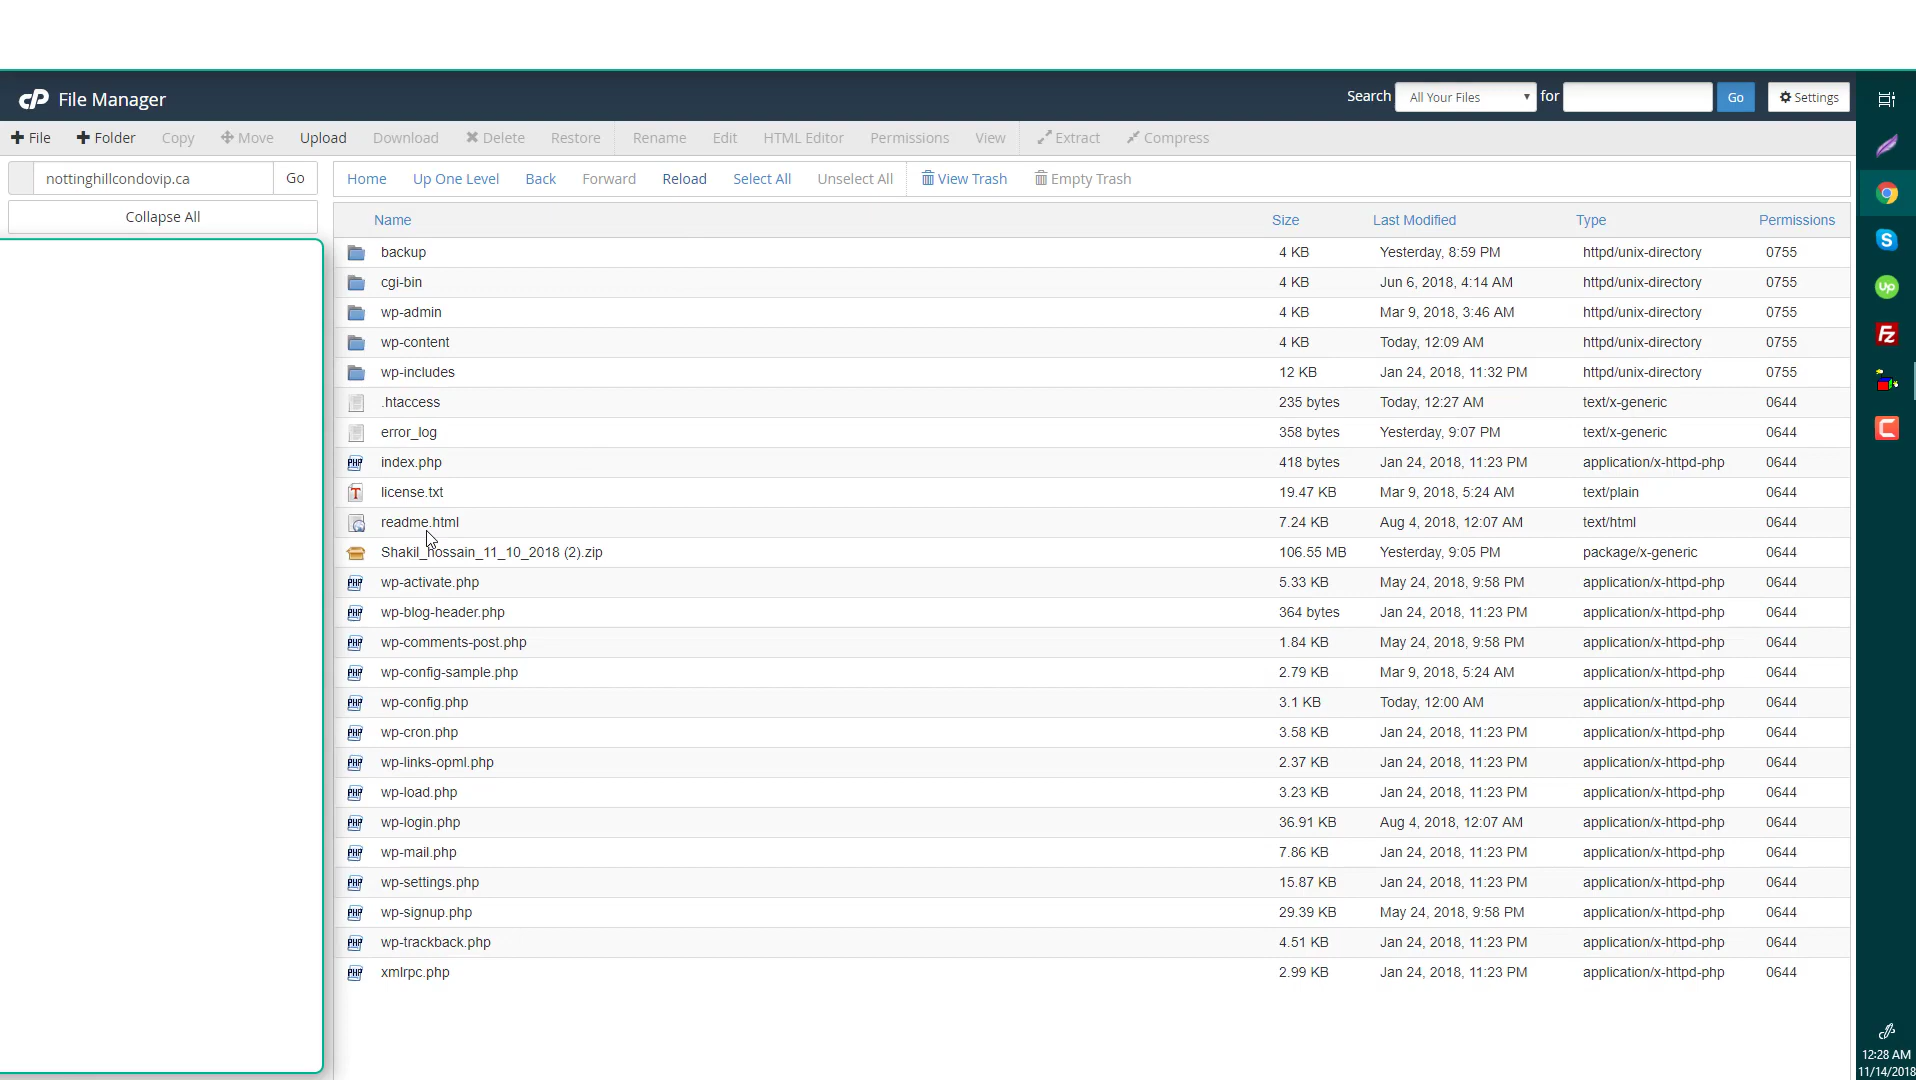 File Manager
Search All Your Files for Go Settings
File Folder Copy Move Upload Download Delete Restore Rename Edit HTML Editor Permissions View Extract Compress
nottinghillcondovip.ca Go
Home Up One Level Back Forward Reload Select All Unselect All View Trash Empty Trash
Collapse All
Name Size Last Modified Type Permissions
backup 4 KB Yesterday, 8:59 PM httpd/unix-directory 0755
cgi-bin 4 KB Jun 6, 2018, 4:14 AM httpd/unix-directory 0755
wp-admin 4 KB Mar 9, 2018, 3:46 AM httpd/unix-directory 0755
wp-content 4 KB Today, 12:09 AM httpd/unix-directory 0755
wp-includes 12 KB Jan 24, 2018, 11:32 PM httpd/unix-directory 0755
.htaccess 235 bytes Today, 12:27 AM text/x-generic 0644
error_log 358 bytes Yesterday, 9:07 PM text/x-generic 0644
index.php 418 bytes Jan 24, 2018, 11:23 PM application/x-httpd-php 0644
license.txt 19.47 KB Mar 9, 2018, 5:24 AM text/plain 0644
readme.html 7.24 KB Aug 4, 2018, 12:07 AM text/html 0644
Shakil_hossain_11_10_2018 (2).zip 106.55 MB Yesterday, 9:05 PM package/x-generic 0644
wp-activate.php 5.33 KB May 24, 2018, 9:58 PM application/x-httpd-php 0644
wp-blog-header.php 364 bytes Jan 24, 2018, 11:23 PM application/x-httpd-php 0644
wp-comments-post.php 1.84 KB May 24, 2018, 9:58 PM application/x-httpd-php 0644
wp-config-sample.php 2.79 KB Mar 9, 2018, 5:24 AM application/x-httpd-php 0644
wp-config.php 3.1 KB Today, 12:00 AM application/x-httpd-php 0644
wp-cron.php 3.58 KB Jan 24, 2018, 11:23 PM application/x-httpd-php 0644
wp-links-opml.php 2.37 KB Jan 24, 2018, 11:23 PM application/x-httpd-php 0644
wp-load.php 3.23 KB Jan 24, 2018, 11:23 PM application/x-httpd-php 0644
wp-login.php 36.91 KB Aug 4, 2018, 12:07 AM application/x-httpd-php 0644
wp-mail.php 7.86 KB Jan 24, 2018, 11:23 PM application/x-httpd-php 0644
wp-settings.php 15.87 KB Jan 24, 2018, 11:23 PM application/x-httpd-php 0644
wp-signup.php 29.39 KB May 24, 2018, 9:58 PM application/x-httpd-php 0644
wp-trackback.php 4.51 KB Jan 24, 2018, 11:23 PM application/x-httpd-php 0644
xmlrpc.php 2.99 KB Jan 24, 2018, 11:23 PM application/x-httpd-php 0644
12:28 AM
11/14/2018